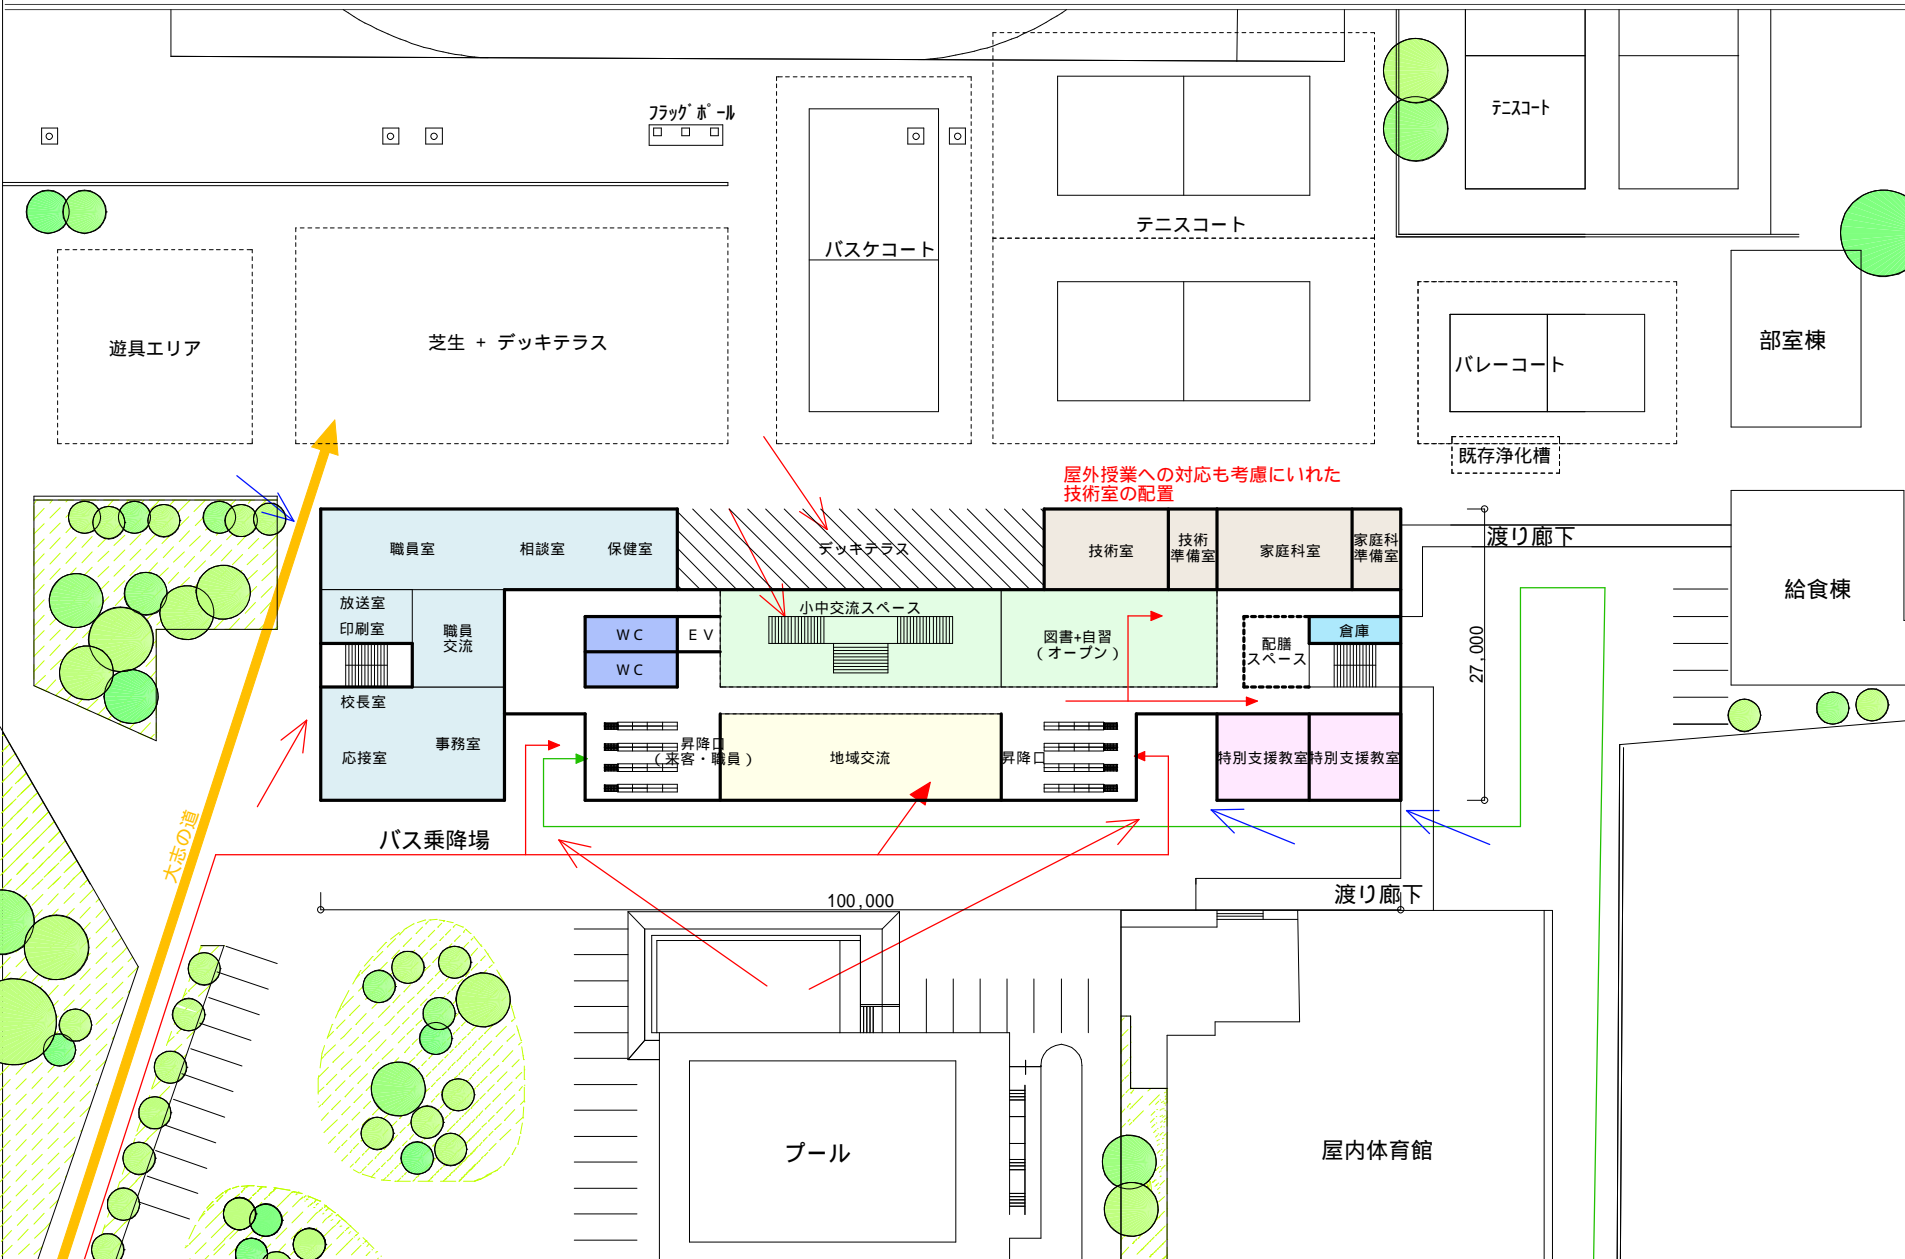 フラッグポール
テニスコート
テニスコート
バスケコート
遊具エリア
芝生 + デッキテラス
バレーコート
部室棟
既存浄化槽
屋外授業への対応も考慮にいれた
技術室の配置
渡り廊下
職員室
相談室
保健室
デッキテラス
技術室
技術
準備室
家庭科室
家庭科
準備室
給食棟
放送室
印刷室
職員
交流
WC
EV
WC
小中交流スペース
図書+自習
(オープン)
配膳
スペース
倉庫
27,000
校長室
応接室
事務室
昇降口
(来客・職員)
地域交流
昇降口
特別支援教室
特別支援教室
大志の道
バス乗降場
100,000
渡り廊下
プール
屋内体育館